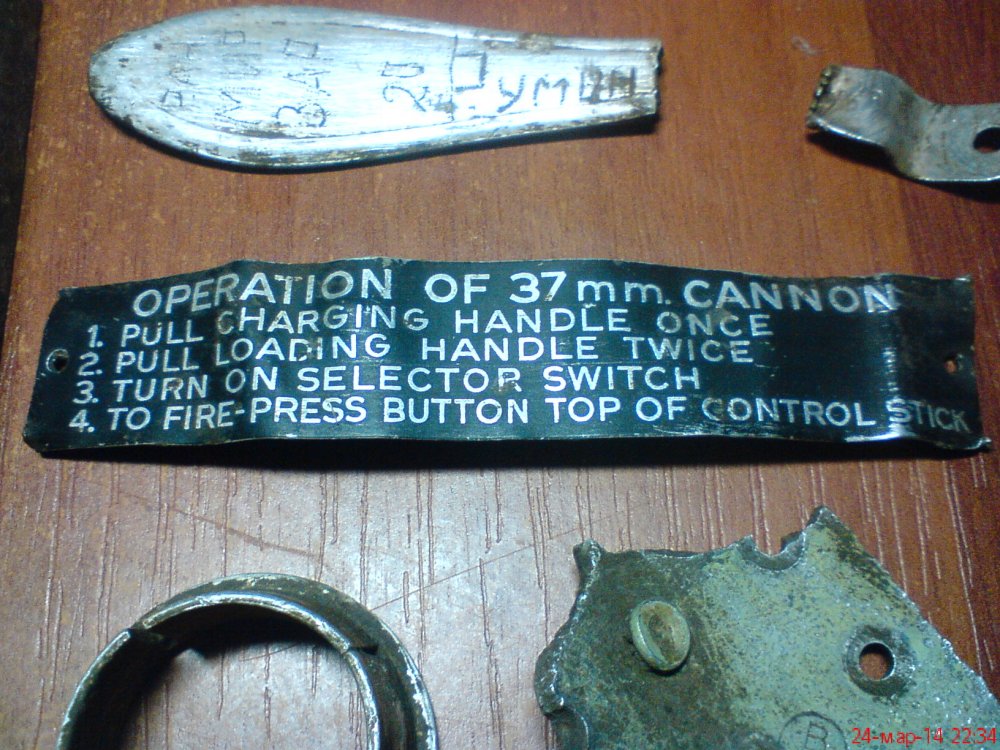 20
OPERATION OF 37mm. CANNON
1. PULL CHARGING HANDLE ONCE
2. PULL LOADING HANDLE TWICE
3. TURN ON SELECTOR SWITCH
4. TO FIRE-PRESS BUTTON TOP OF CONTROL STICK
R
24-мар-14 22:34